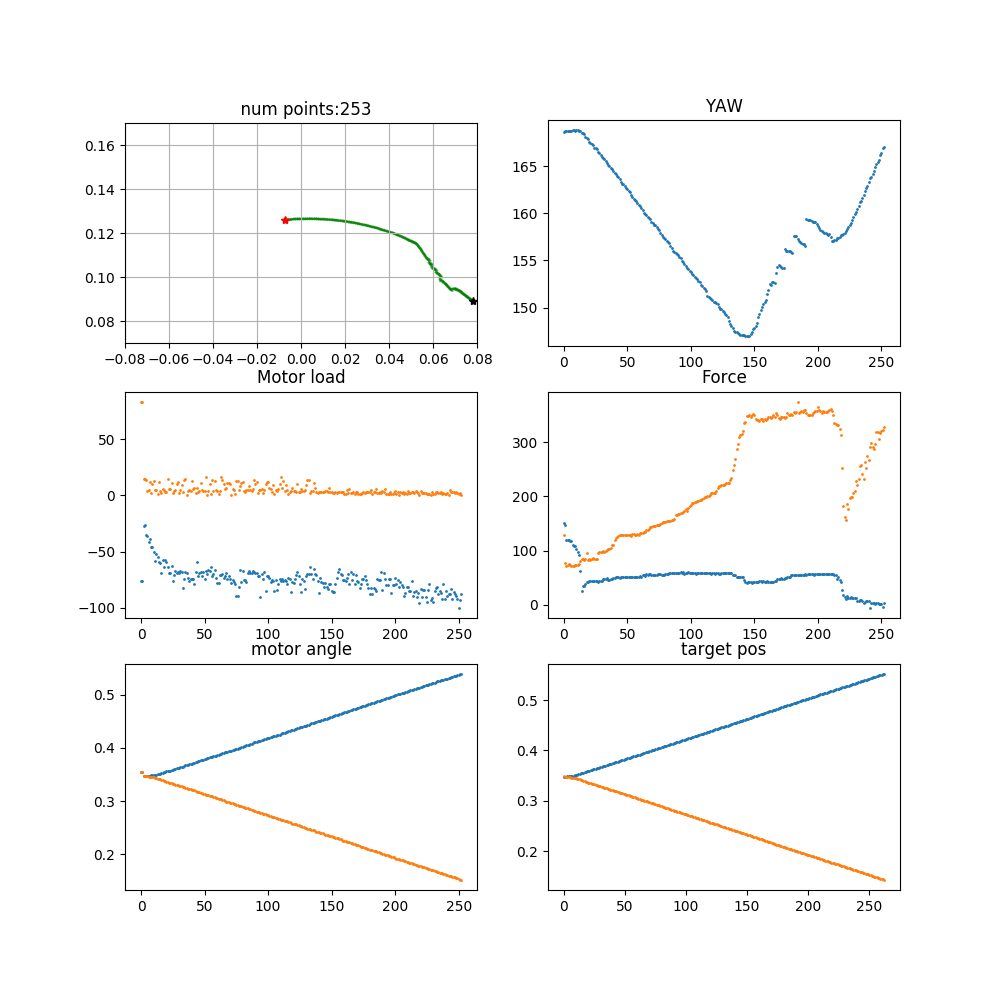 num points:253
YAW
0.16
0.14
0.12
0.10
0.08
−0.08 −0.06 −0.04 −0.02 0.00 0.02 0.04 0.06 0.08
165
160
155
150
0 50 100 150 200 250
Motor load
Force
50
0
−50
−100
0 50 100 150 200 250
300
200
100
0
0 50 100 150 200 250
motor angle
target pos
0.5
0.4
0.3
0.2
0 50 100 150 200 250
0.5
0.4
0.3
0.2
0 50 100 150 200 250